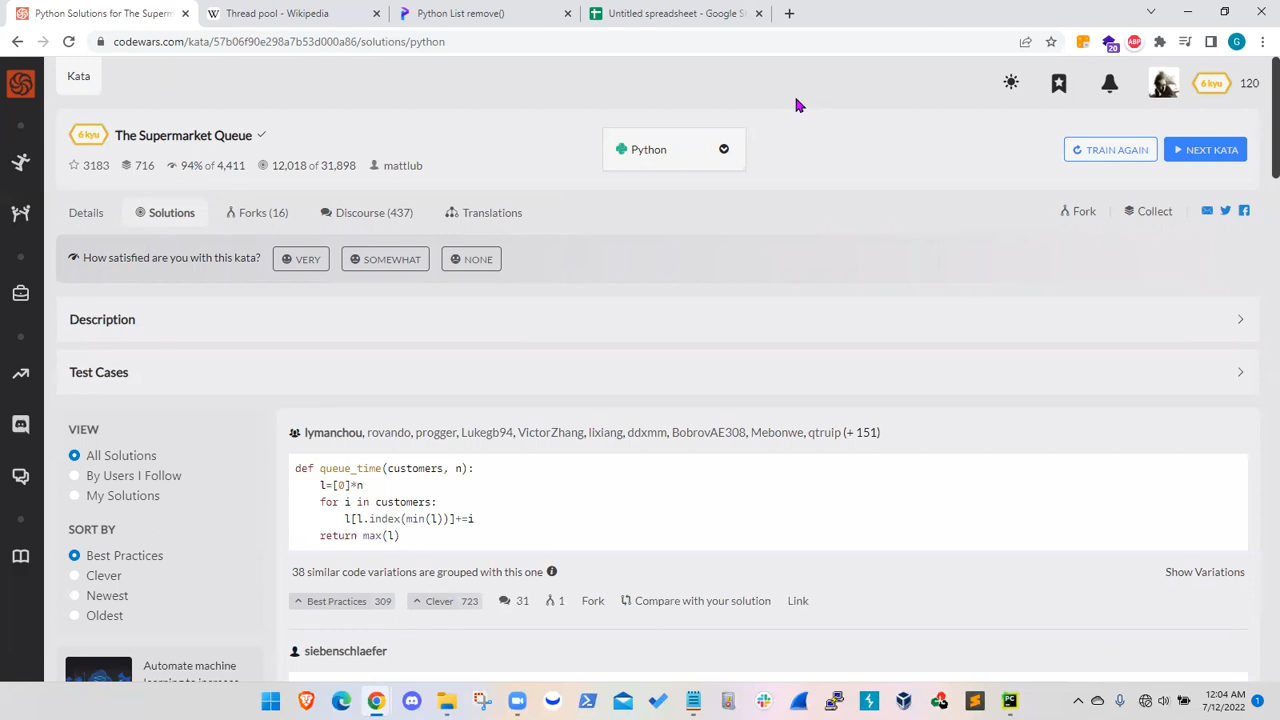 Python Solutions for The Superm
Thread pool - Wikipedia
Python List remove()
Untitled spreadsheet - Google Sh
codewars.com/kata/57b06f90e298a7b53d000a86/solutions/python
20
ABP
G
Kata
6 kyu
120
6 kyu
The Supermarket Queue
Python
TRAIN AGAIN
NEXT KATA
3183
716
94% of 4,411
12,018 of 31,898
mattlub
Details
Solutions
Forks (16)
Discourse (437)
Translations
Fork
Collect
How satisfied are you with this kata?
VERY
SOMEWHAT
NONE
Description
Test Cases
VIEW
All Solutions
By Users I Follow
My Solutions
SORT BY
Best Practices
Clever
Newest
Oldest
Automate machine
lymanchou, rovando, progger, Lukegb94, VictorZhang, lixiang, ddxmm, BobrovAE308, Mebonwe, qtruip (+ 151)
def queue_time(customers, n):
l=[0]*n
for i in customers:
l[l.index(min(l))]+=i
return max(l)
38 similar code variations are grouped with this one
Show Variations
Best Practices 309
Clever 723
31
1
Fork
Compare with your solution
Link
siebenschlaefer
12:04 AM
7/12/2022
1